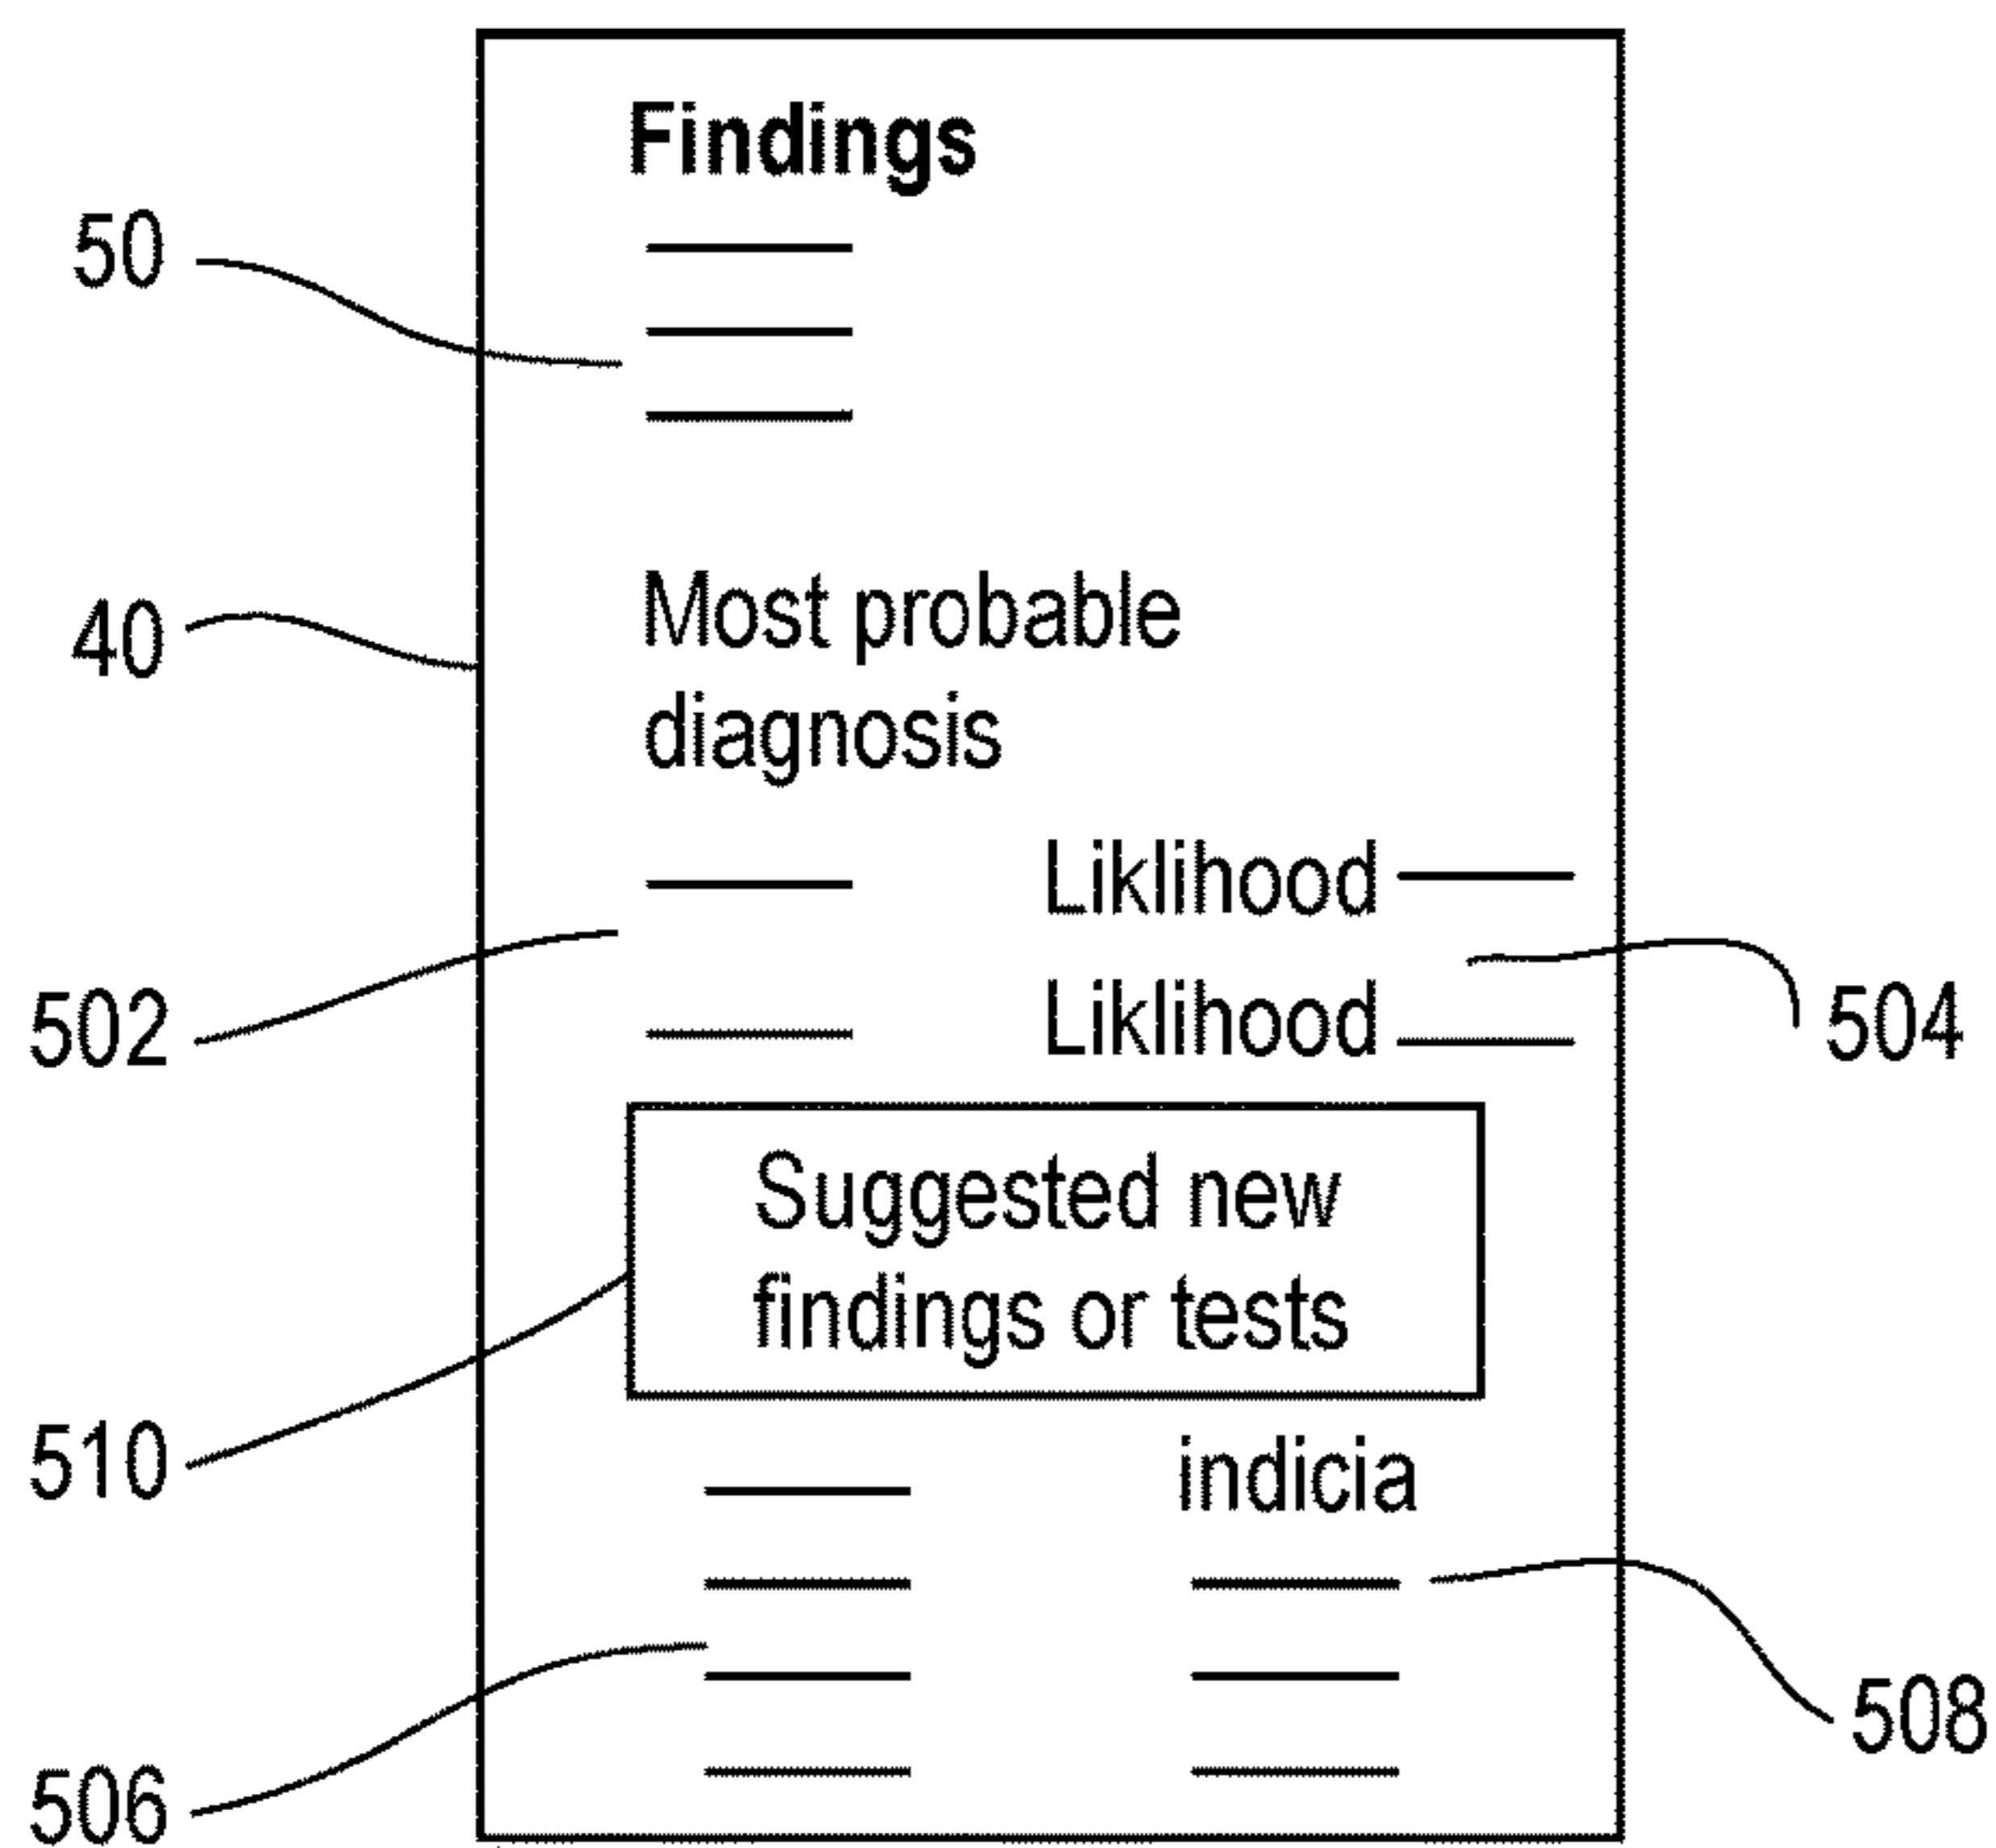 Findings
50
40
Most probable
diagnosis
Liklihood
502
Liklihood
504
Suggested new
findings or tests
510
indicia
508
506